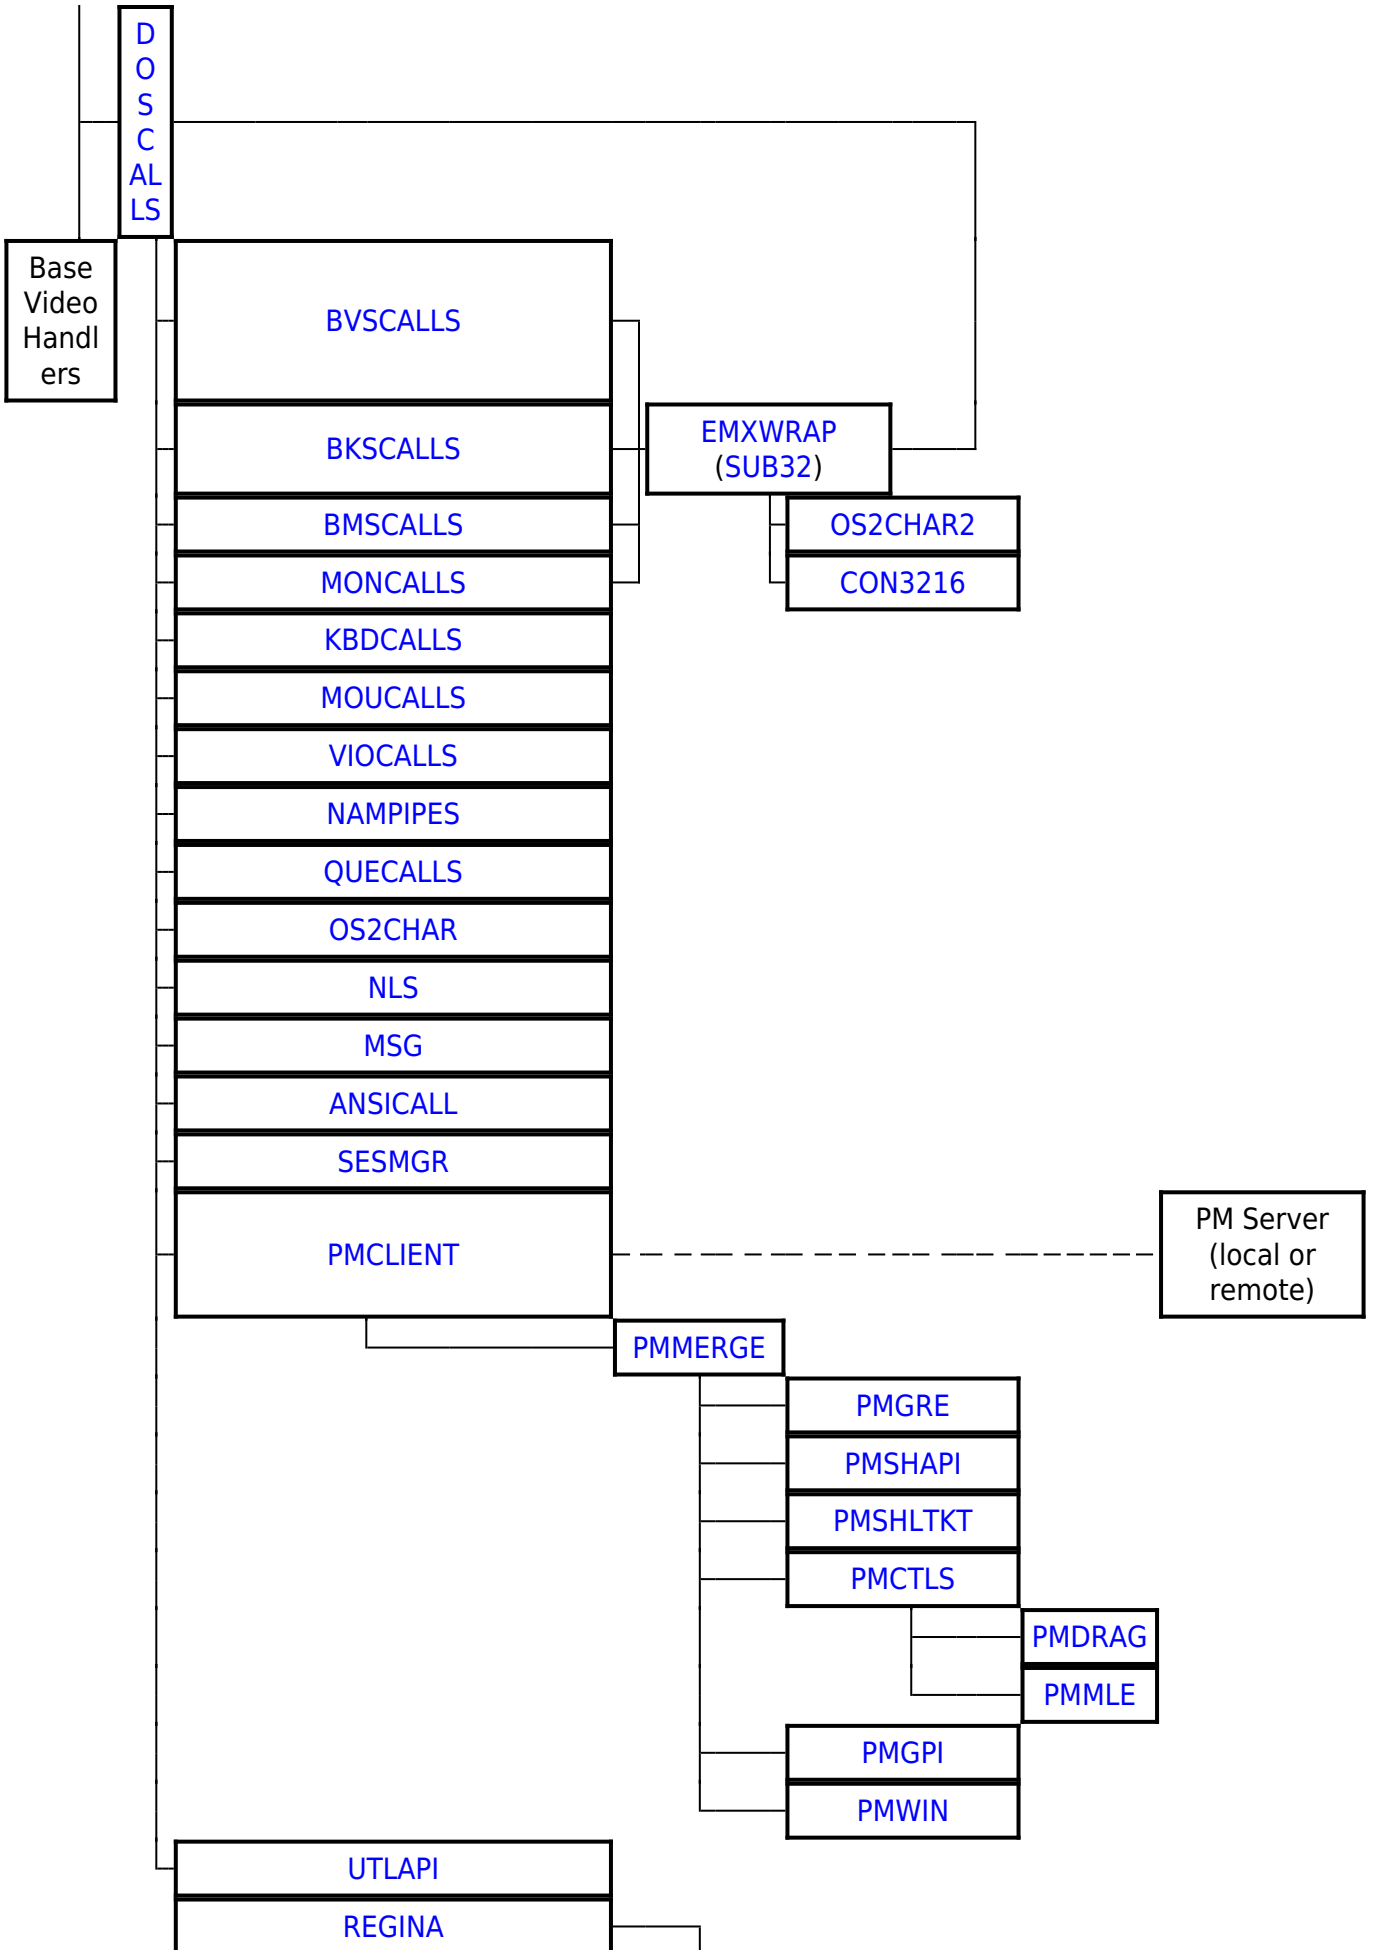 D
O
S
C
AL
LS
Base
Video
Handl
ers
BVSCALLS
BKSCALLS
EMXWRAP
(SUB32)
BMSCALLS
OS2CHAR2
MONCALLS
CON3216
KBDCALLS
MOUCALLS
VIOCALLS
NAMPIPES
QUECALLS
OS2CHAR
NLS
MSG
ANSICALL
SESMGR
PMCLIENT
PM Server
(local or
remote)
PMMERGE
PMGRE
PMSHAPI
PMSHLTKT
PMCTLS
PMDRAG
PMMLE
PMGPI
PMWIN
UTLAPI
REGINA